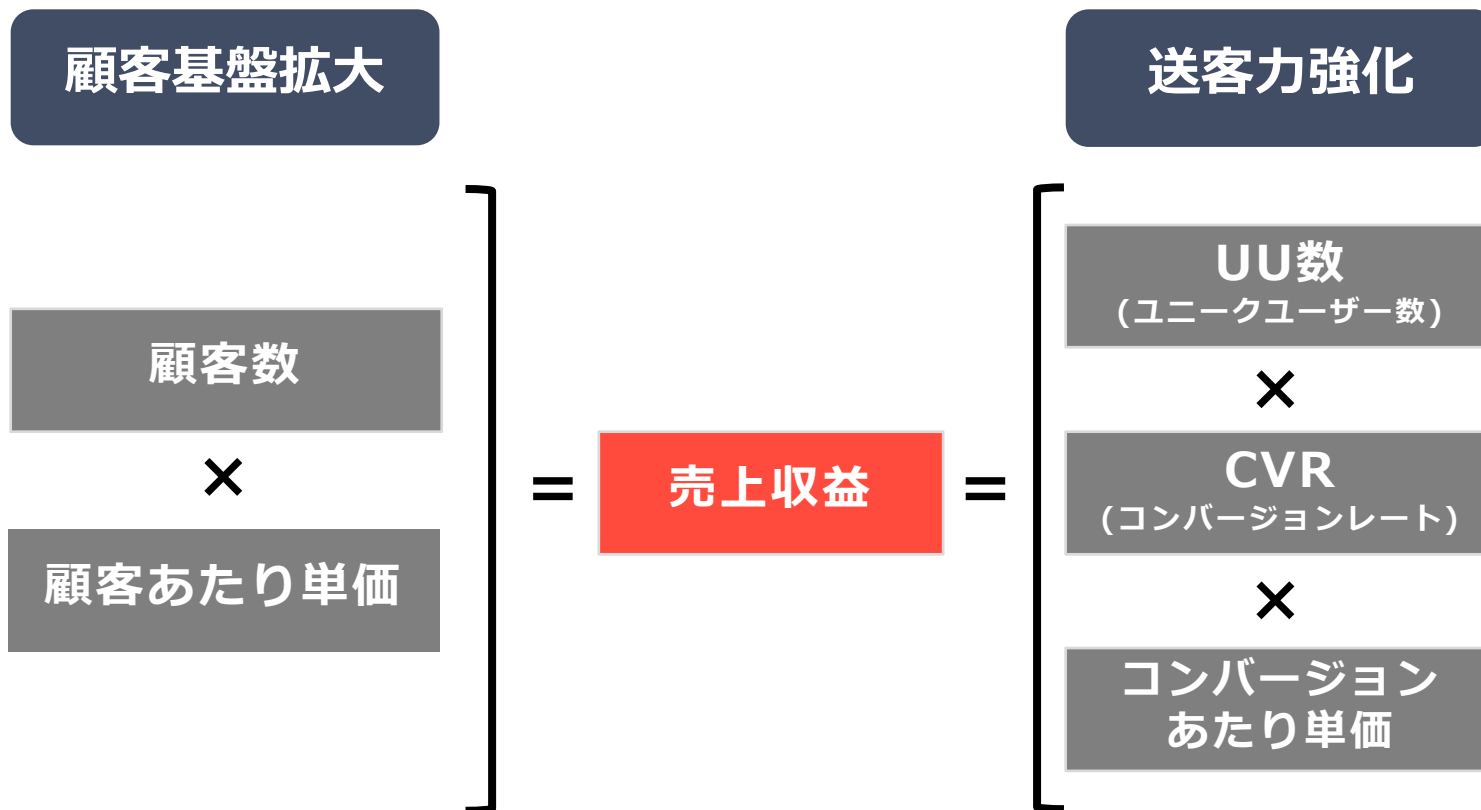 顧客基盤拡大
顧客数
×
顧客あたり単価
=
売上収益
=
送客力強化
UU数
(ユニークユーザー数)
×
CVR
(コンバージョンレート)
×
コンバージョン
あたり単価